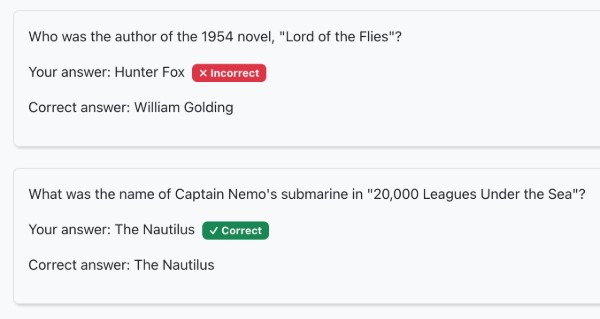 Who was the author of the 1954 novel, "Lord of the Flies"?
Your answer: Hunter Fox ✕ Incorrect
Correct answer: William Golding
What was the name of Captain Nemo's submarine in "20,000 Leagues Under the Sea"?
Your answer: The Nautilus ✓ Correct
Correct answer: The Nautilus